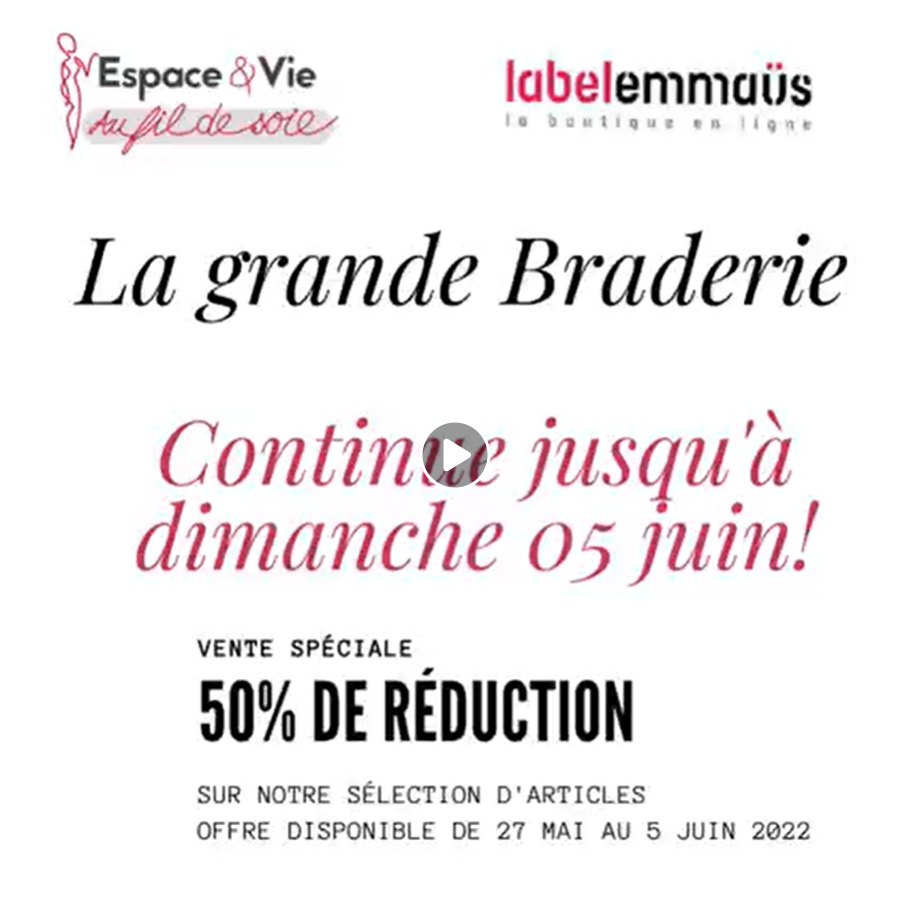 Espace & Vie
Au fil de soie
labelemmaüs
la boutique en ligne
La grande Braderie
Continue jusqu'à
dimanche 05 juin!
VENTE SPÉCIALE
50% DE RÉDUCTION
SUR NOTRE SÉLECTION D'ARTICLES
OFFRE DISPONIBLE DE 27 MAI AU 5 JUIN 2022